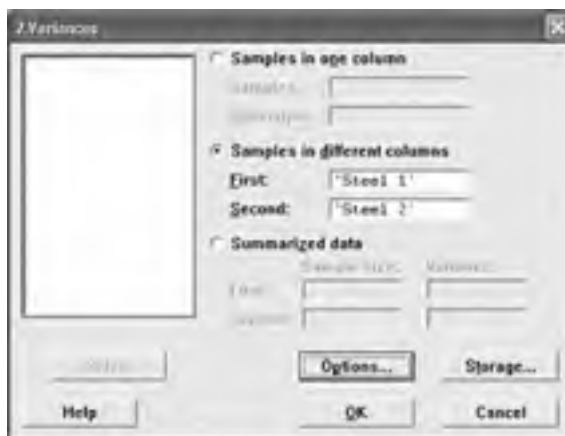 2 Variances
Samples in one column
Samples in different columns
First: 'Steel 1'
Second: 'Steel 2'
Summarized data
Sample Size: Variance:
First:
Options... Storage...
Help OK Cancel